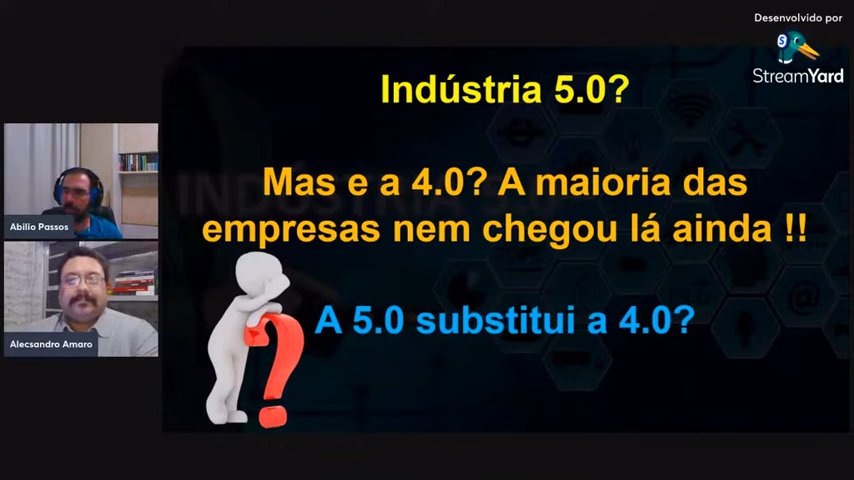 Desenvolvido por
StreamYard
Indústria 5.0?
Mas e a 4.0? A maioria das
empresas nem chegou lá ainda !!
A 5.0 substitui a 4.0?
Abilio Passos
Alecsandro Amaro